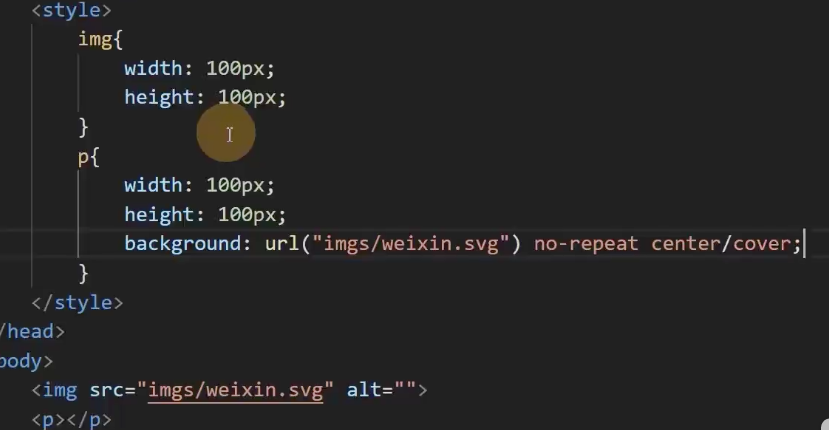 <style>
img{
width: 100px;
height: 100px;
}
p{
width: 100px;
height: 100px;
background: url("imgs/weixin.svg") no-repeat center/cover;
}
</style>
/head>
body>
<img src="imgs/weixin.svg" alt="">
<p></p>